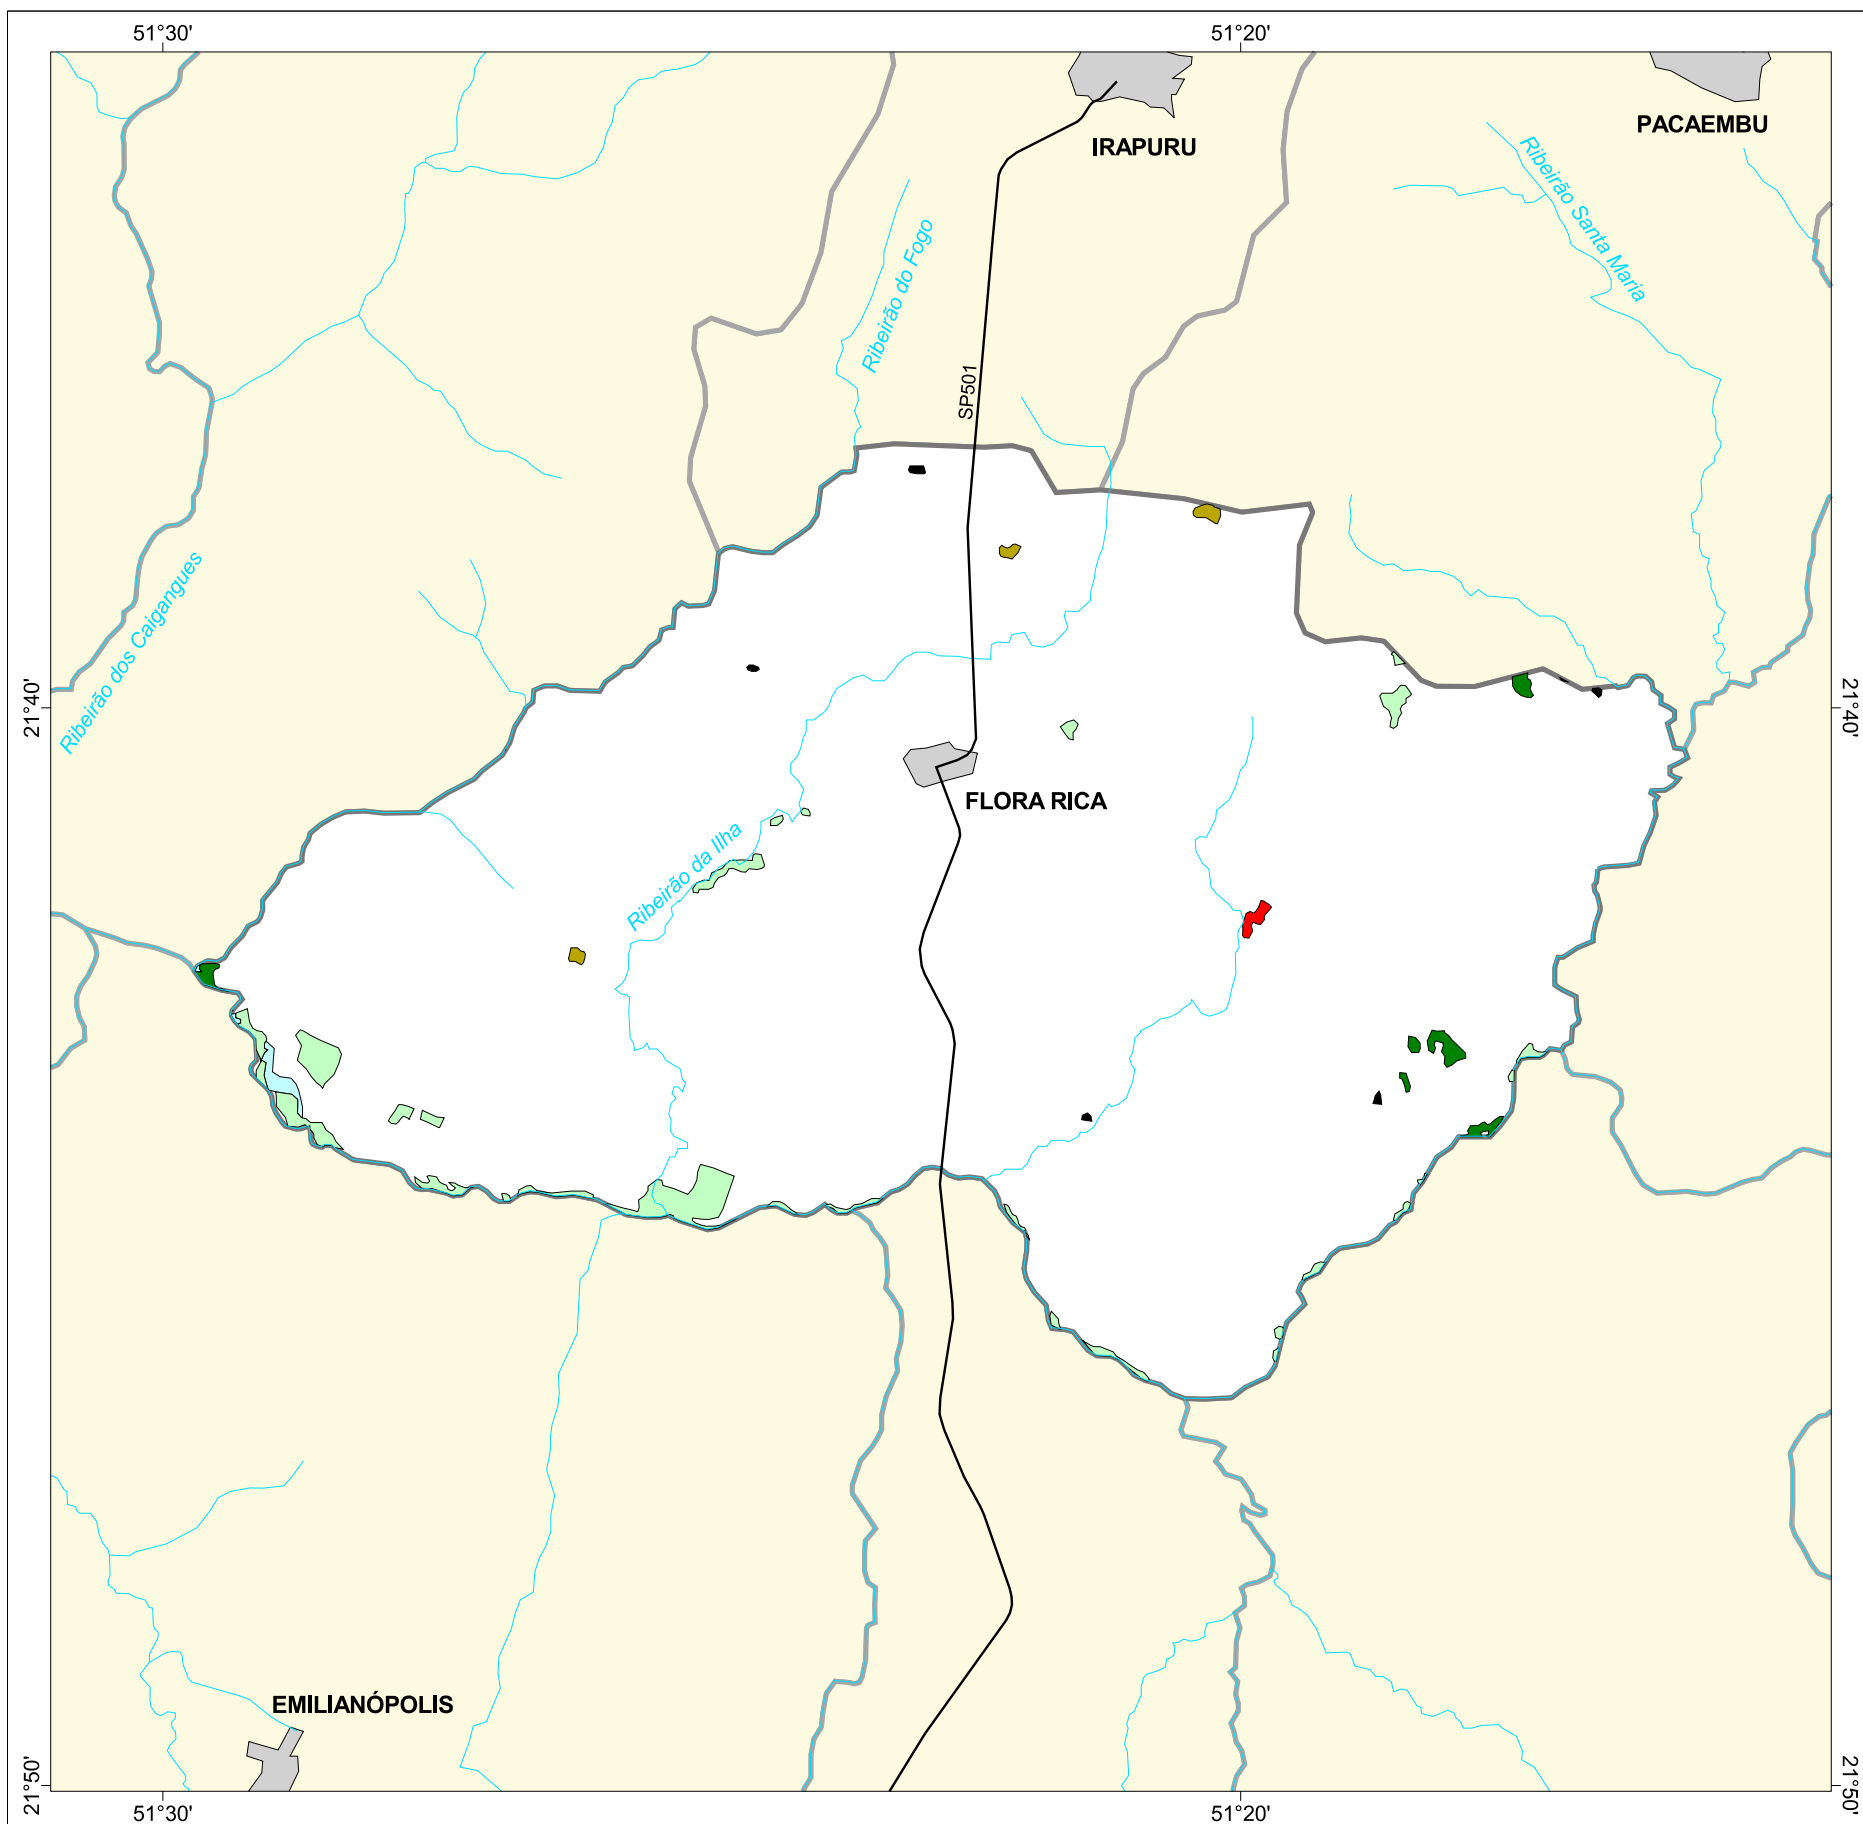 51°30'
51°20'
IRAPURU
PACAEMBU
Ribeirão Santa Maria
Ribeirão do Fogo
SP501
Ribeirão dos Caigangues
21°40'
21°40'
FLORA RICA
Ribeirão da Ilha
EMILIANÓPOLIS
21°50'
21°50'
51°30'
51°20'